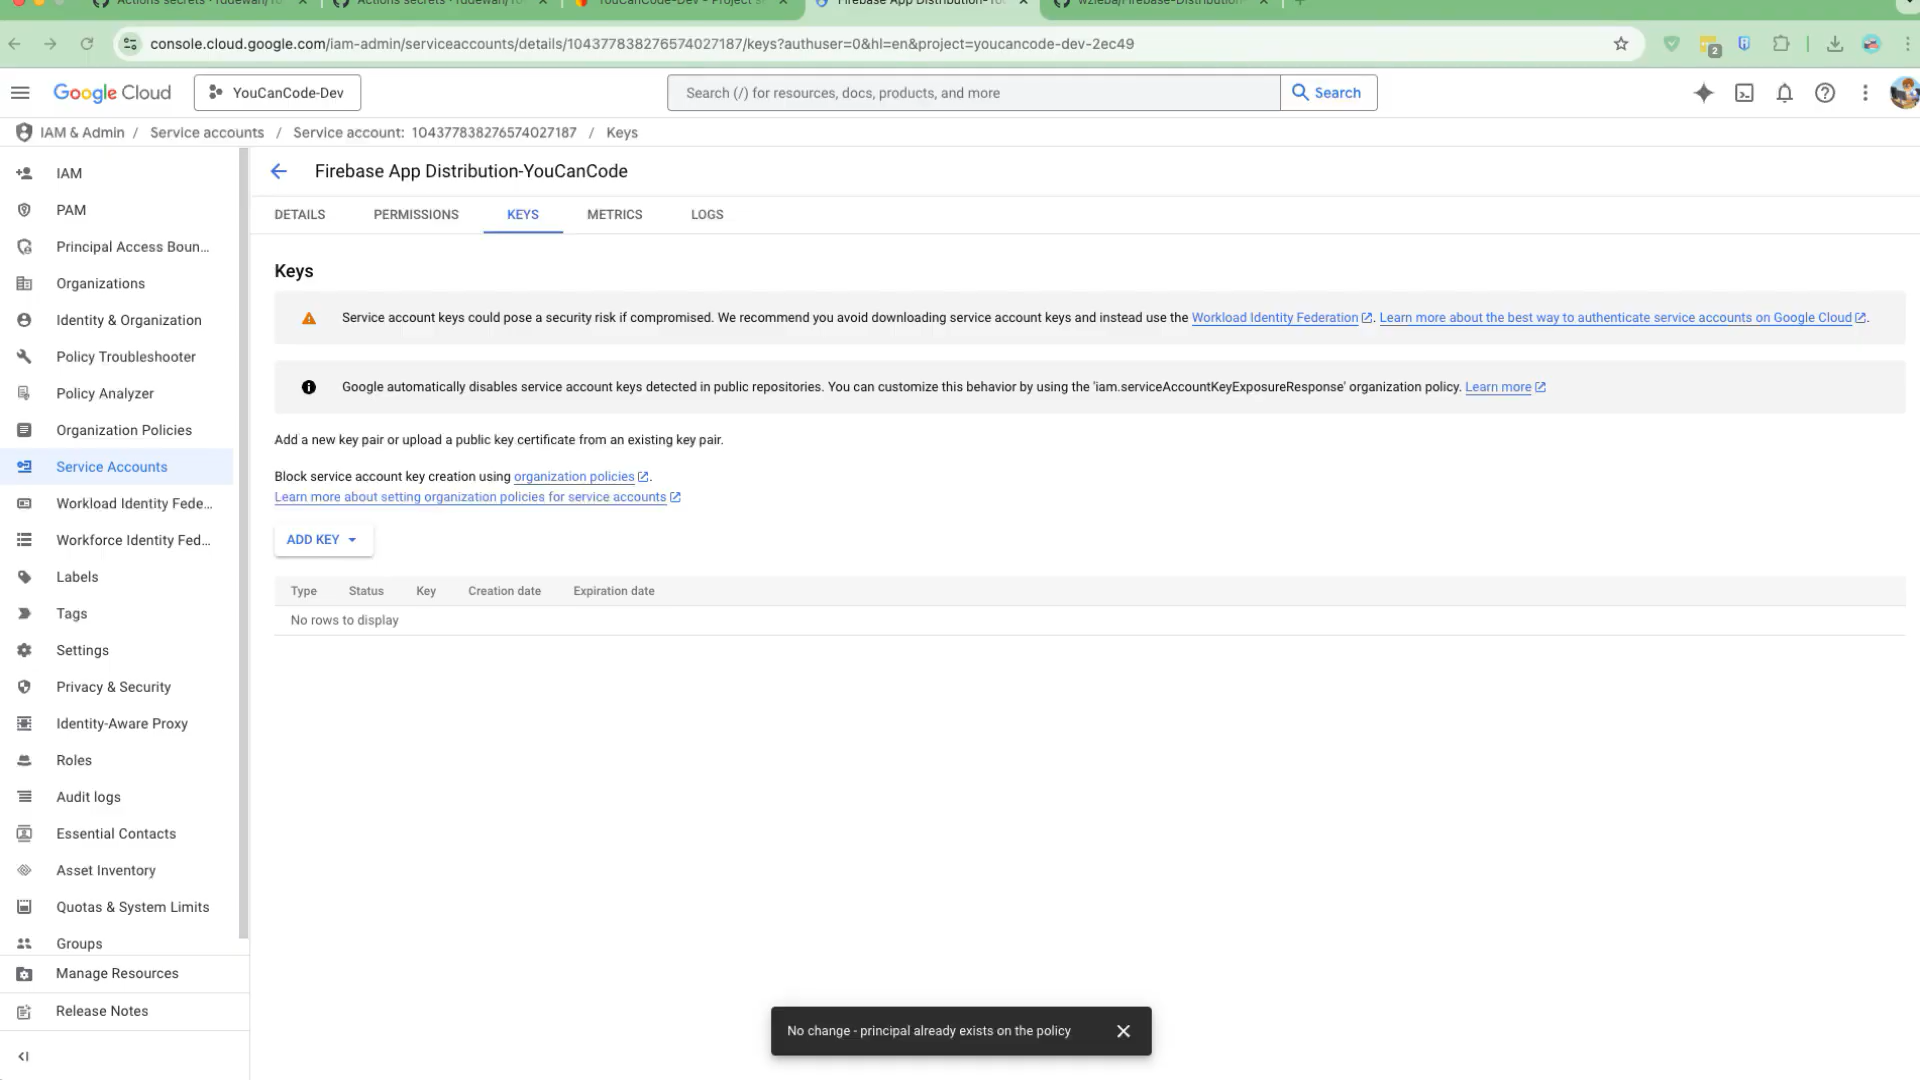 console.cloud.google.com/iam-admin/serviceaccounts/details/104377838276574027187/keys?authuser=0&hl=en&project=youcancode-dev-2ec49
2
Google Cloud
YouCanCode-Dev
Search (/) for resources, docs, products, and more
Search
IAM & Admin / Service accounts / Service account: 104377838276574027187 / Keys
IAM
PAM
Principal Access Boun...
Organizations
Identity & Organization
Policy Troubleshooter
Policy Analyzer
Organization Policies
Service Accounts
Workload Identity Fede...
Workforce Identity Fed...
Labels
Tags
Settings
Privacy & Security
Identity-Aware Proxy
Roles
Audit logs
Essential Contacts
Asset Inventory
Quotas & System Limits
Groups
Manage Resources
Release Notes
Firebase App Distribution-YouCanCode
DETAILS PERMISSIONS KEYS METRICS LOGS
Keys
Service account keys could pose a security risk if compromised. We recommend you avoid downloading service account keys and instead use the Workload Identity Federation. Learn more about the best way to authenticate service accounts on Google Cloud.
Google automatically disables service account keys detected in public repositories. You can customize this behavior by using the 'iam.serviceAccountKeyExposureResponse' organization policy. Learn more
Add a new key pair or upload a public key certificate from an existing key pair.
Block service account key creation using organization policies.
Learn more about setting organization policies for service accounts
ADD KEY
Type Status Key Creation date Expiration date
No rows to display
No change - principal already exists on the policy